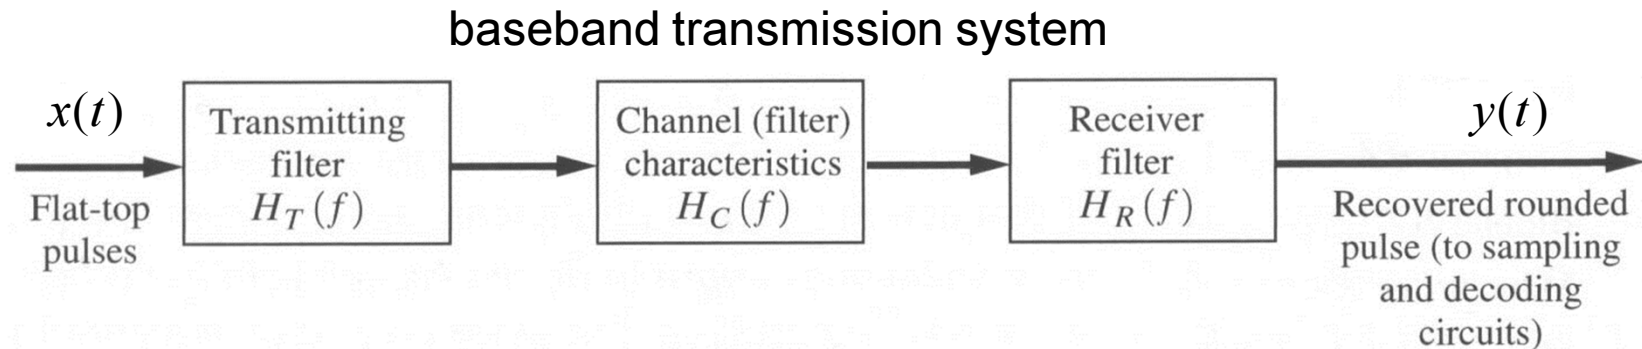 baseband transmission system
x(t)
Flat-top
pulses
Transmitting
filter
H_T(f)
Channel (filter)
characteristics
H_C(f)
Receiver
filter
H_R(f)
y(t)
Recovered rounded
pulse (to sampling
and decoding
circuits)